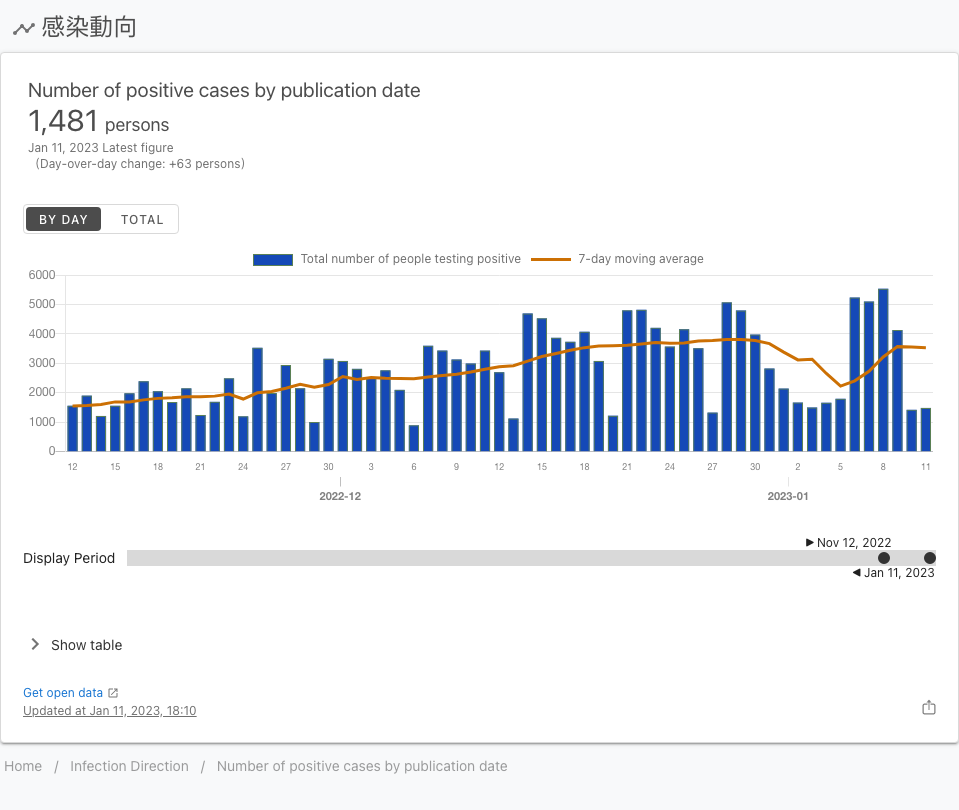 感染動向
Number of positive cases by publication date
1,481 persons
Jan 11, 2023 Latest figure
(Day-over-day change: +63 persons)
BY DAY TOTAL
Total number of people testing positive 7-day moving average
6000
5000
4000
3000
2000
1000
0
12 15 18 21 24 27 30 3 6 9 12 15 18 21 24 27 30 2 5 8 11
2022-12 2023-01
Nov 12, 2022
Display Period
Jan 11, 2023
Show table
Get open data
Updated at Jan 11, 2023, 18:10
Home / Infection Direction / Number of positive cases by publication date